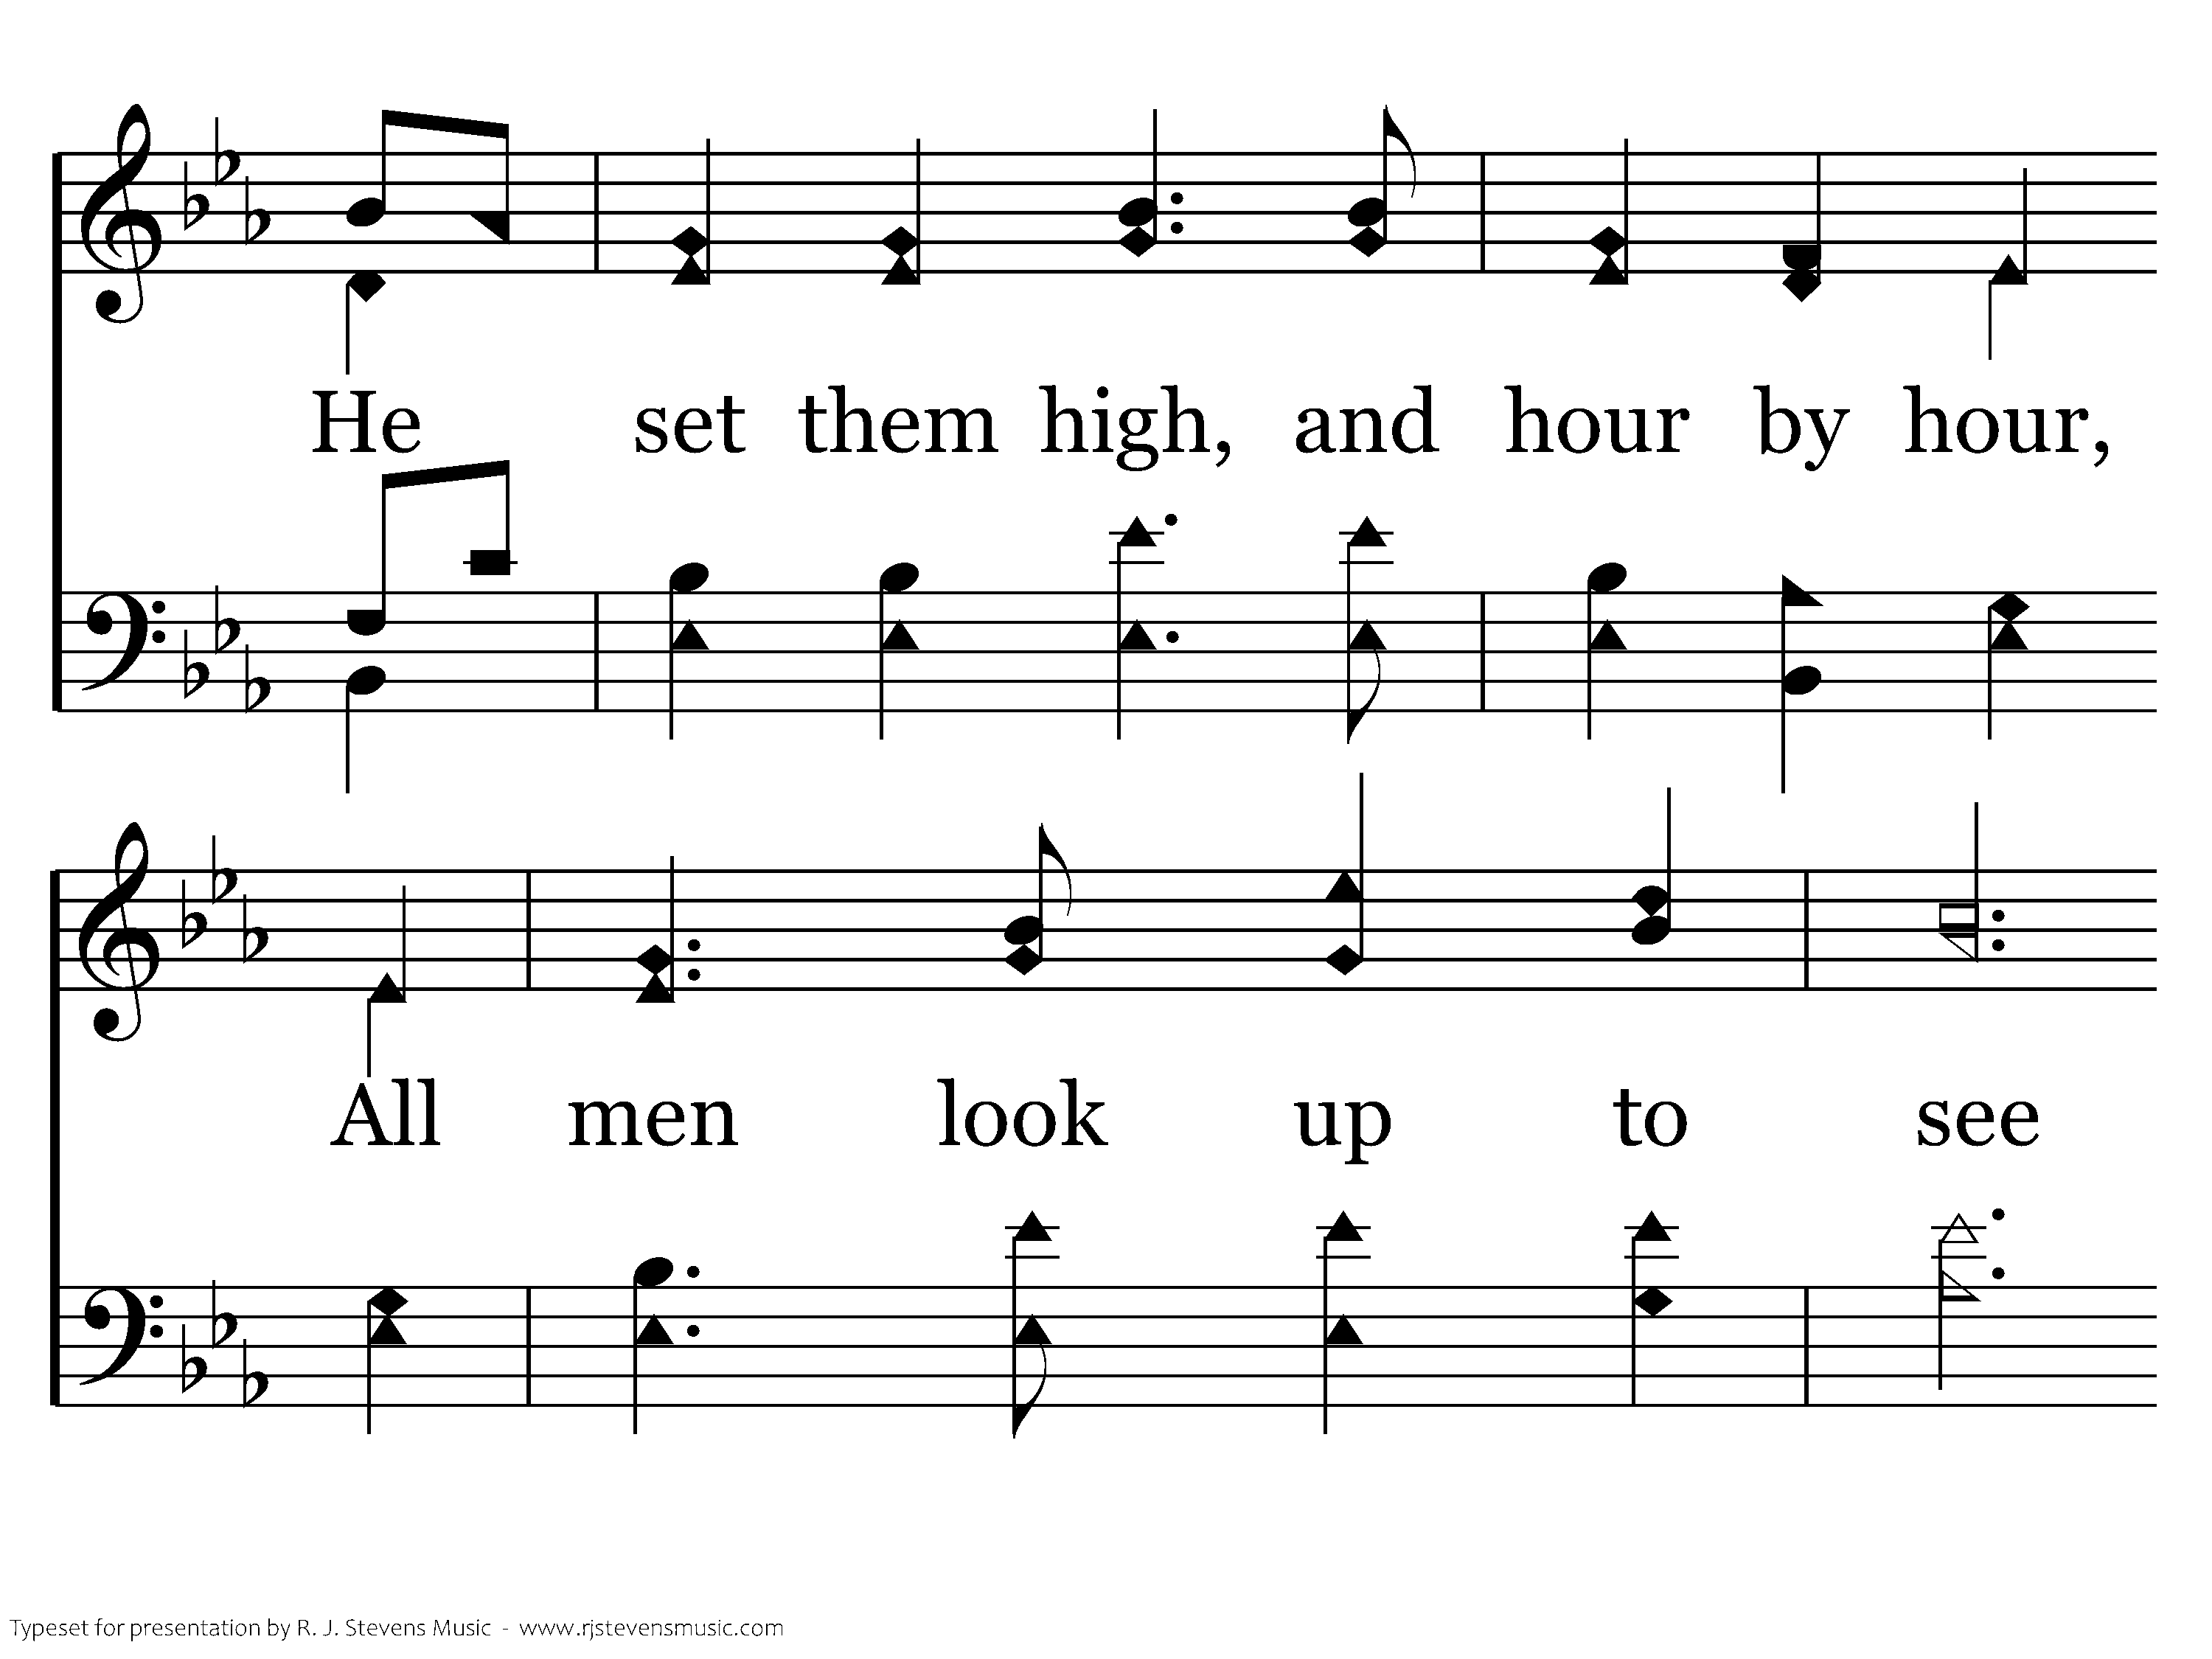 He set them high, and hour by hour,
All men look up to see
Typeset for presentation by R. J. Stevens Music - www.rjstevensmusic.com